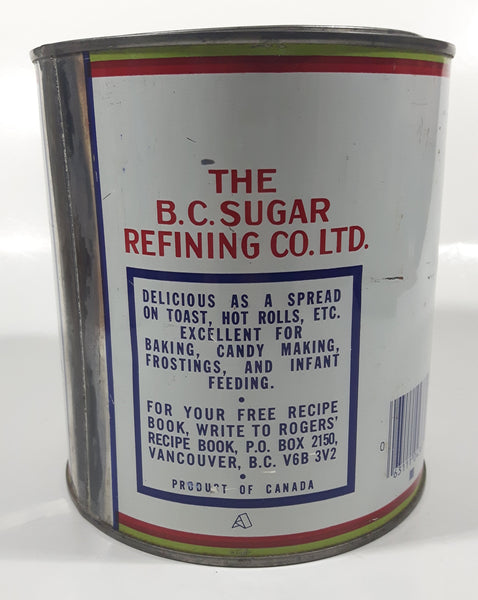 THE
B.C. SUGAR
REFINING CO. LTD.
DELICIOUS AS A SPREAD
ON TOAST, HOT ROLLS, ETC.
EXCELLENT FOR
BAKING, CANDY MAKING,
FROSTINGS, AND INFANT
FEEDING.
•
FOR YOUR FREE RECIPE
BOOK, WRITE TO ROGERS'
RECIPE BOOK, P.O. BOX 2150,
VANCOUVER, B.C. V6B 3V2
•
PRODUCT OF CANADA
0